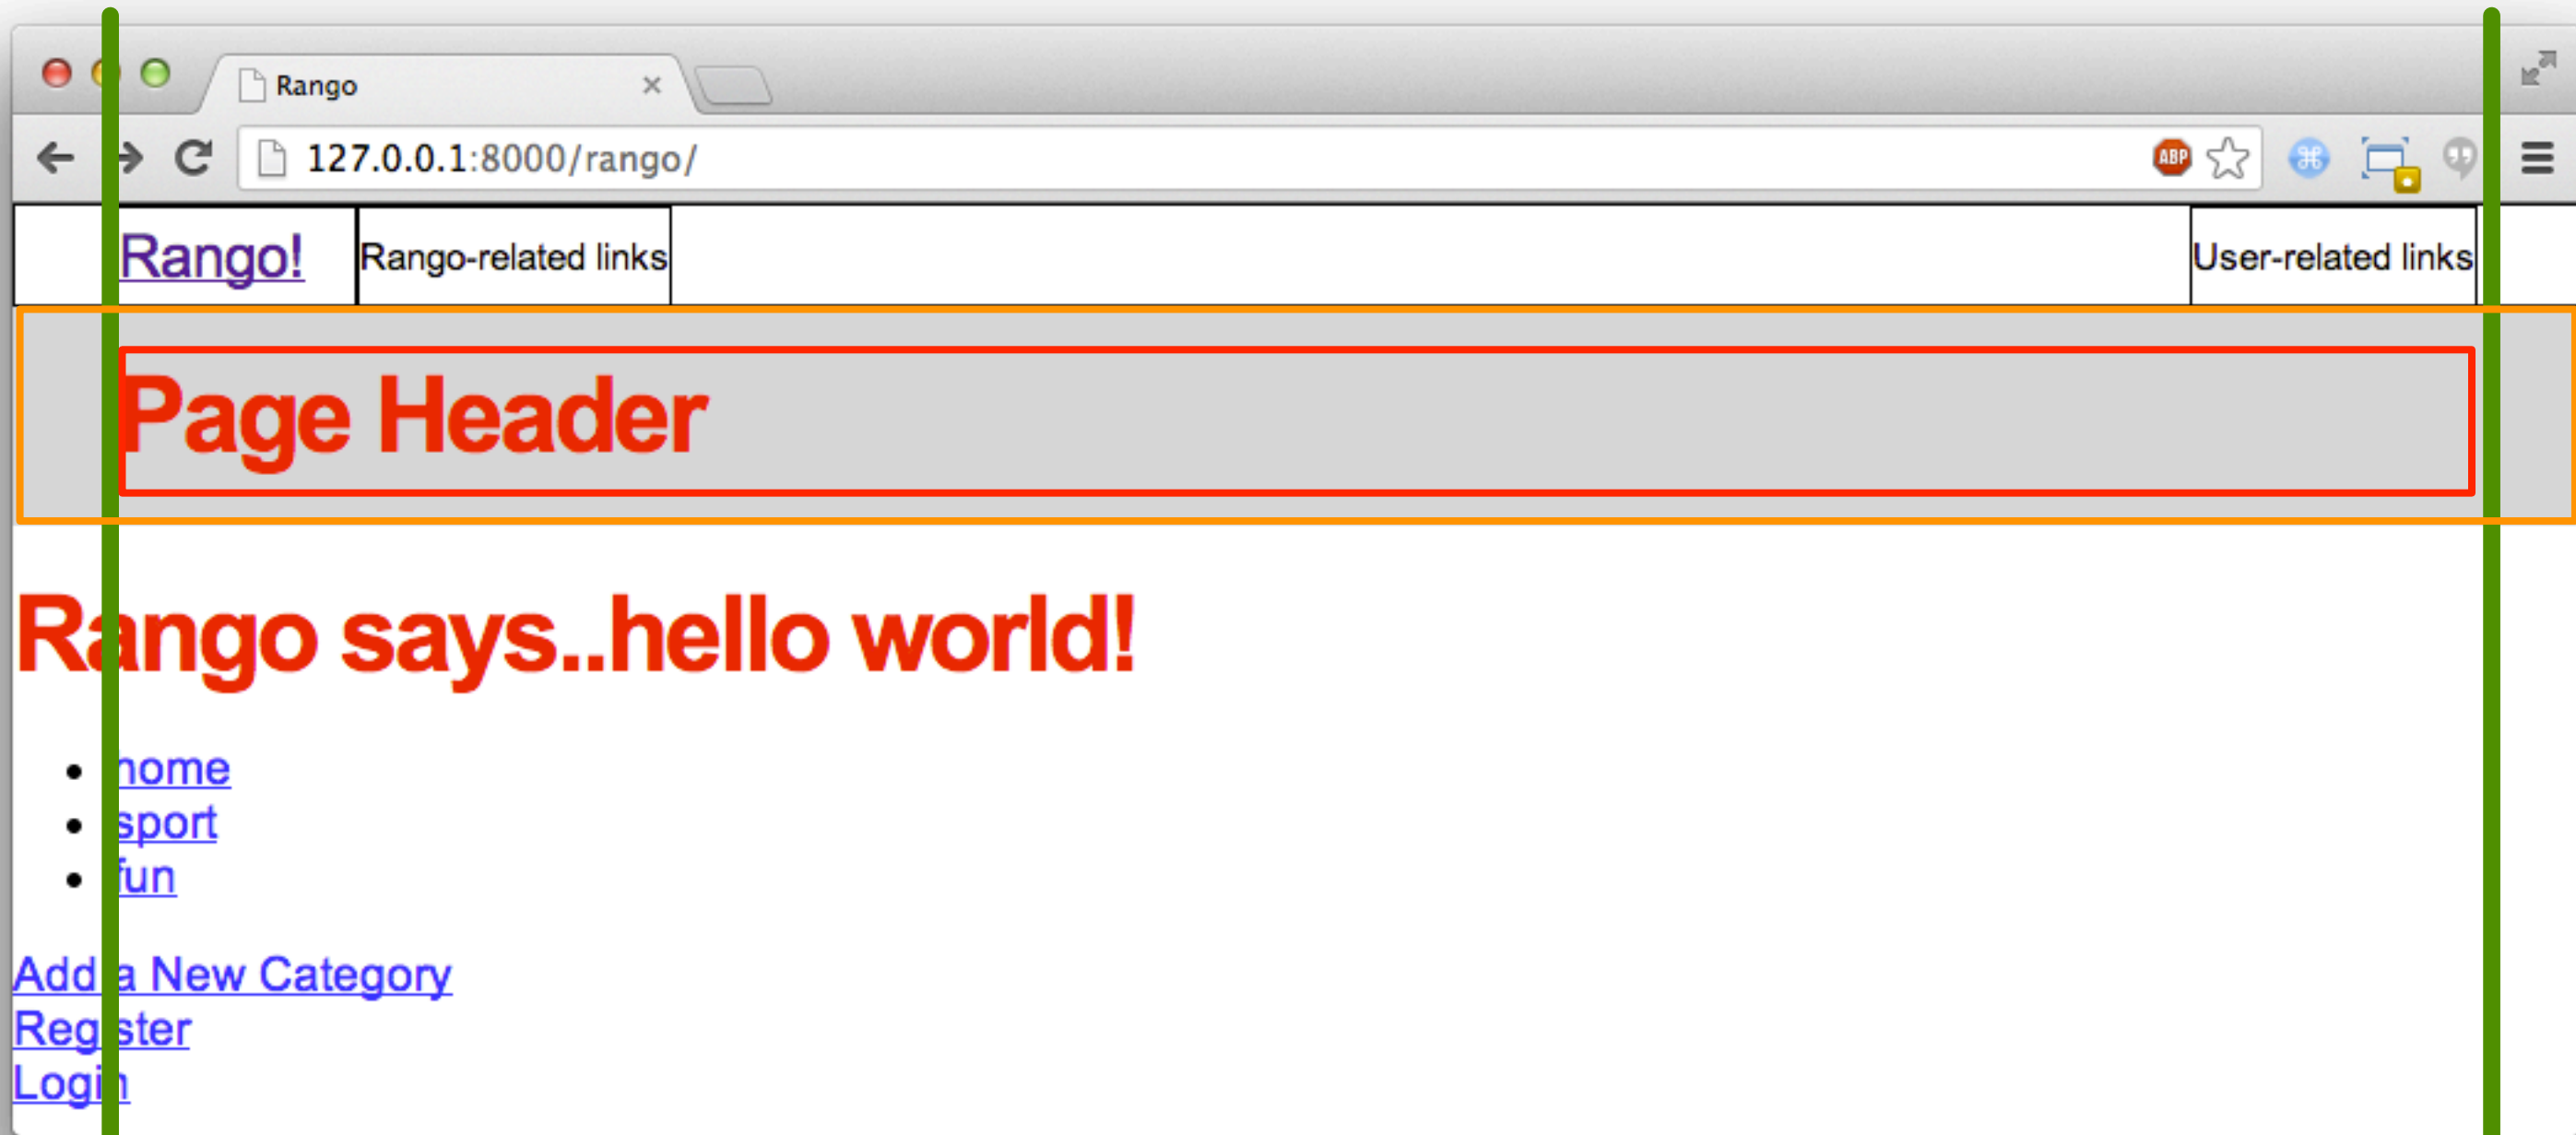 Rango
127.0.0.1:8000/rango/
ABP
Rango! Rango-related links User-related links
Page Header
Rango says..hello world!
home
sport
fun
Add a New Category
Register
Login